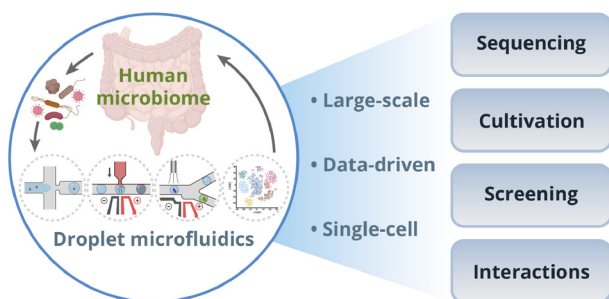 Human
microbiome
Droplet microfluidics
• Large-scale
• Data-driven
• Single-cell
Sequencing
Cultivation
Screening
Interactions